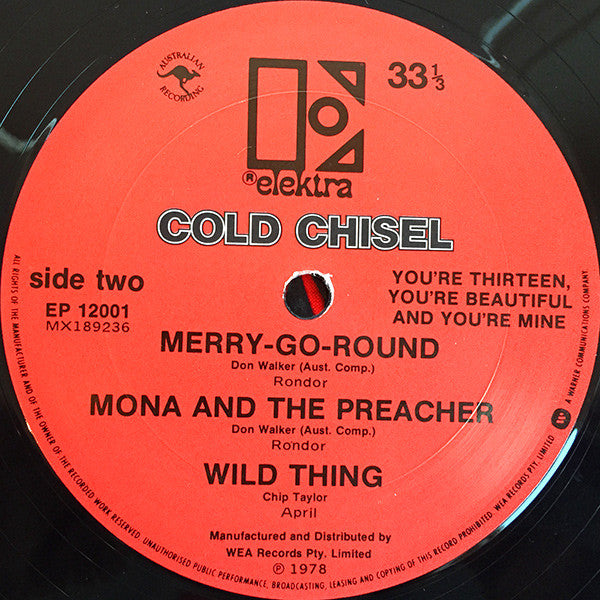 AUSTRALIAN
RECORDING
33 1/3
® elektra
COLD CHISEL
side two
EP 12001
MX189236
YOU'RE THIRTEEN,
YOU'RE BEAUTIFUL
AND YOU'RE MINE
MERRY-GO-ROUND
Don Walker (Aust. Comp.)
Rondor
MONA AND THE PREACHER
Don Walker (Aust. Comp.)
Rondor
WILD THING
Chip Taylor
April
Manufactured and Distributed by
WEA Records Pty. Limited
℗ 1978
ALL RIGHTS OF THE MANUFACTURER AND OF THE OWNER OF THE RECORDED WORK RESERVED. UNAUTHORISED PUBLIC PERFORMANCE, BROADCASTING, LEASING AND COPYING OF THIS RECORD PROHIBITED. WEA RECORDS PTY. LIMITED
A WARNER COMMUNICATIONS COMPANY.